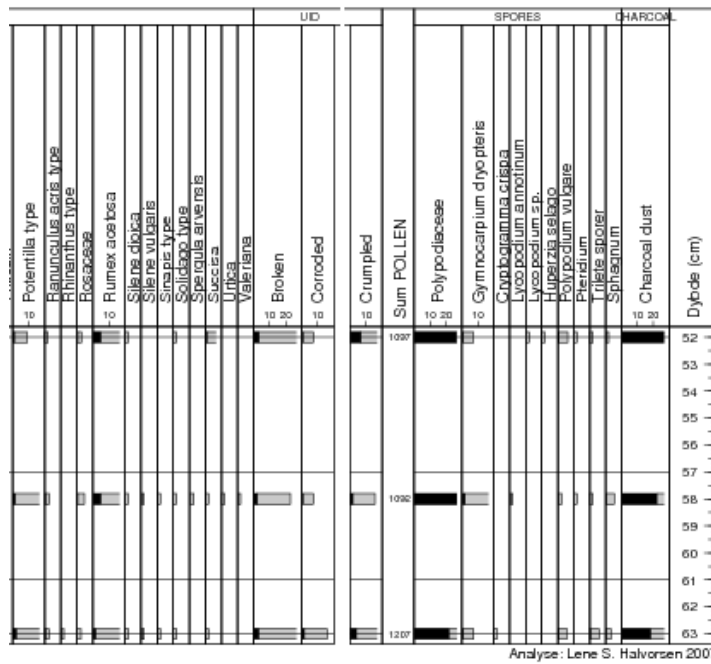 UID SPORES CHARCOAL
Potentilla type
Ranunculus acris type
Rhinanthus type
Rosaceae
Rumex acetosa
Silene dioica
Silene vulgaris
Sinapis type
Solidago type
Spergula arvensis
Succisa
Urtica
Valeriana
Broken
Corroded
Crumpled
Sum POLLEN
Polypodiaceae
Gymnocarpium dryopteris
Cryptogramma crispa
Lycopodium annotinum
Lycopodium sp.
Huperzia selago
Polypodium vulgare
Pteridium
Trilete sporer
Sphagnum
Charcoal dust
Dybde (cm)
10 10 10 20 10 10 10 20 10 10 20
1097 52
53
54
55
56
57
1092 58
59
60
61
62
1207 63
Analyse: Lene S. Halvorsen 2007